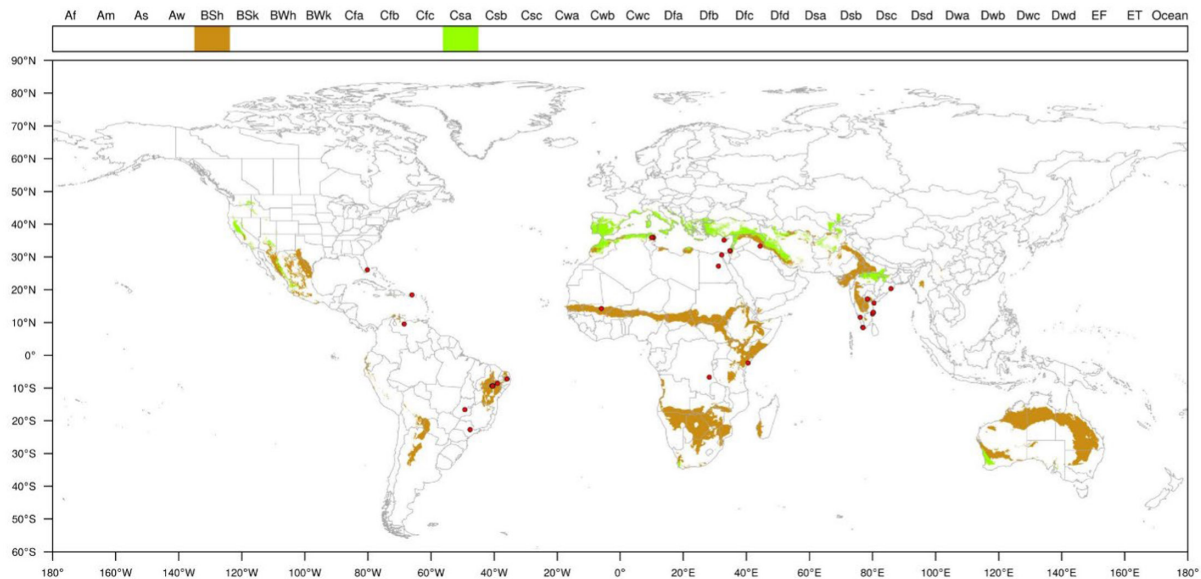 Af Am As Aw BSh BSk BWh BWk Cfa Cfb Cfc Csa Csb Csc Cwa Cwb Cwc Dfa Dfb Dfc Dfd Dsa Dsb Dsc Dsd Dwa Dwb Dwc Dwd EF ET Ocean
90°N
80°N
70°N
60°N
50°N
40°N
30°N
20°N
10°N
0°
10°S
20°S
30°S
40°S
50°S
60°S
180° 160°W 140°W 120°W 100°W 80°W 60°W 40°W 20°W 0° 20°E 40°E 60°E 80°E 100°E 120°E 140°E 160°E 180°